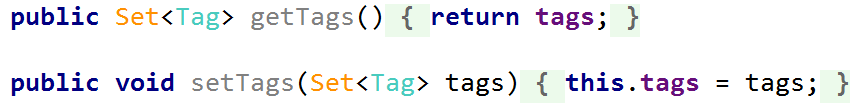 public Set<Tag> getTags() { return tags; }
public void setTags(Set<Tag> tags) { this.tags = tags; }